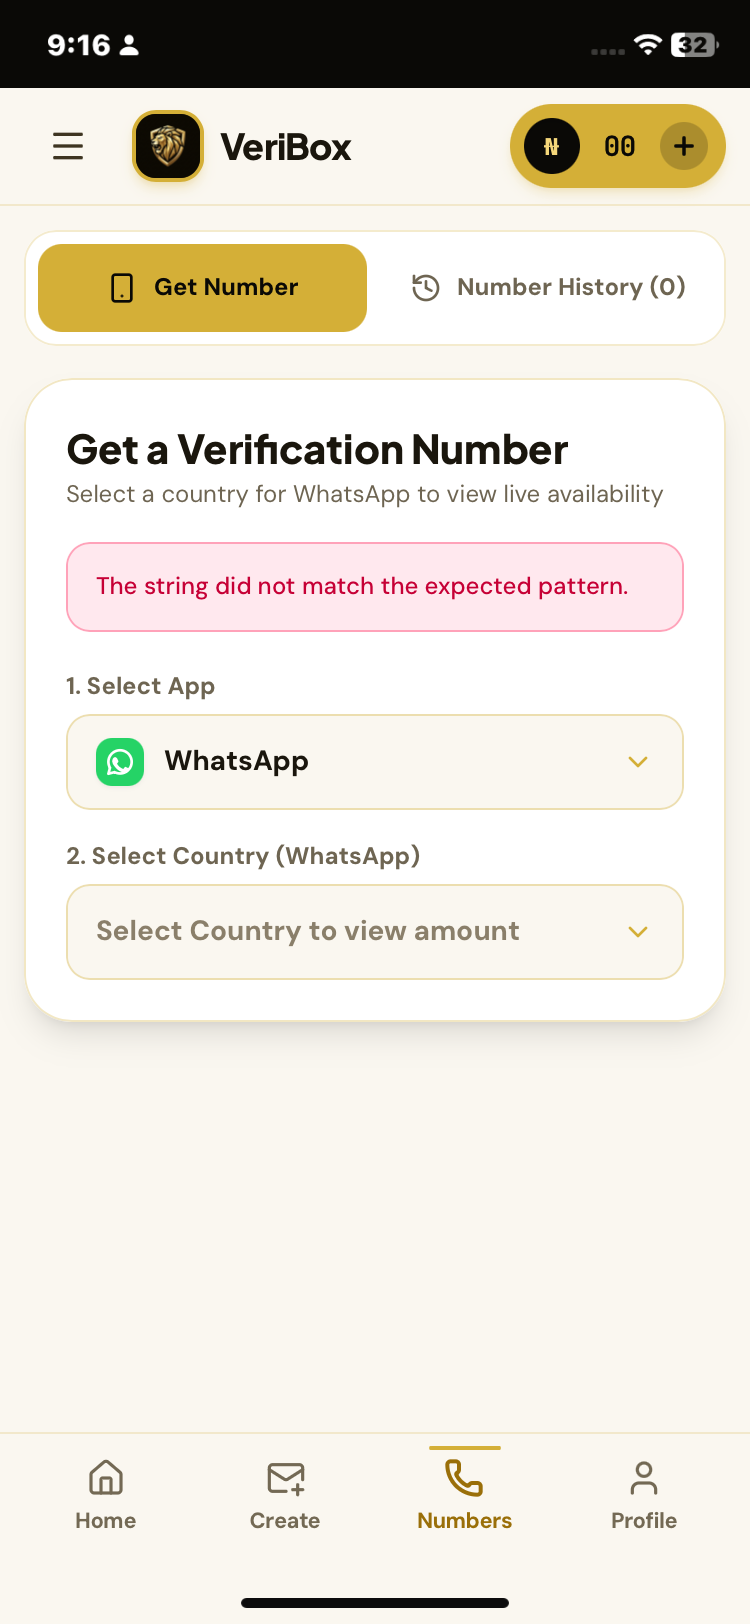 9:16
32
VeriBox
₦ 00
Get Number
Number History (0)
Get a Verification Number
Select a country for WhatsApp to view live availability
The string did not match the expected pattern.
1. Select App
WhatsApp
2. Select Country (WhatsApp)
Select Country to view amount
Home
Create
Numbers
Profile